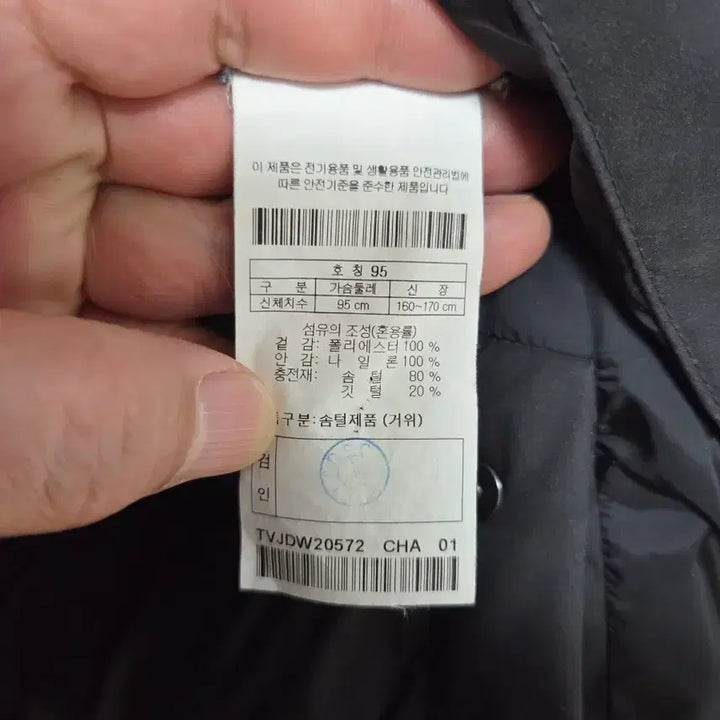 이 제품은 전기용품 및 생활용품 안전관리법에
따른 안전기준을 준수한 제품입니다
호 칭 95
구 분 가슴둘레 신 장
신체치수 95 cm 160~170 cm
섬유의 조성(혼용률)
겉 감: 폴리에스터 100 %
안 감: 나 일 론 100 %
충전재: 솜 털 80 %
깃 털 20 %
구분: 솜털제품 (거위)
검
인
TVJDW20572 CHA 01